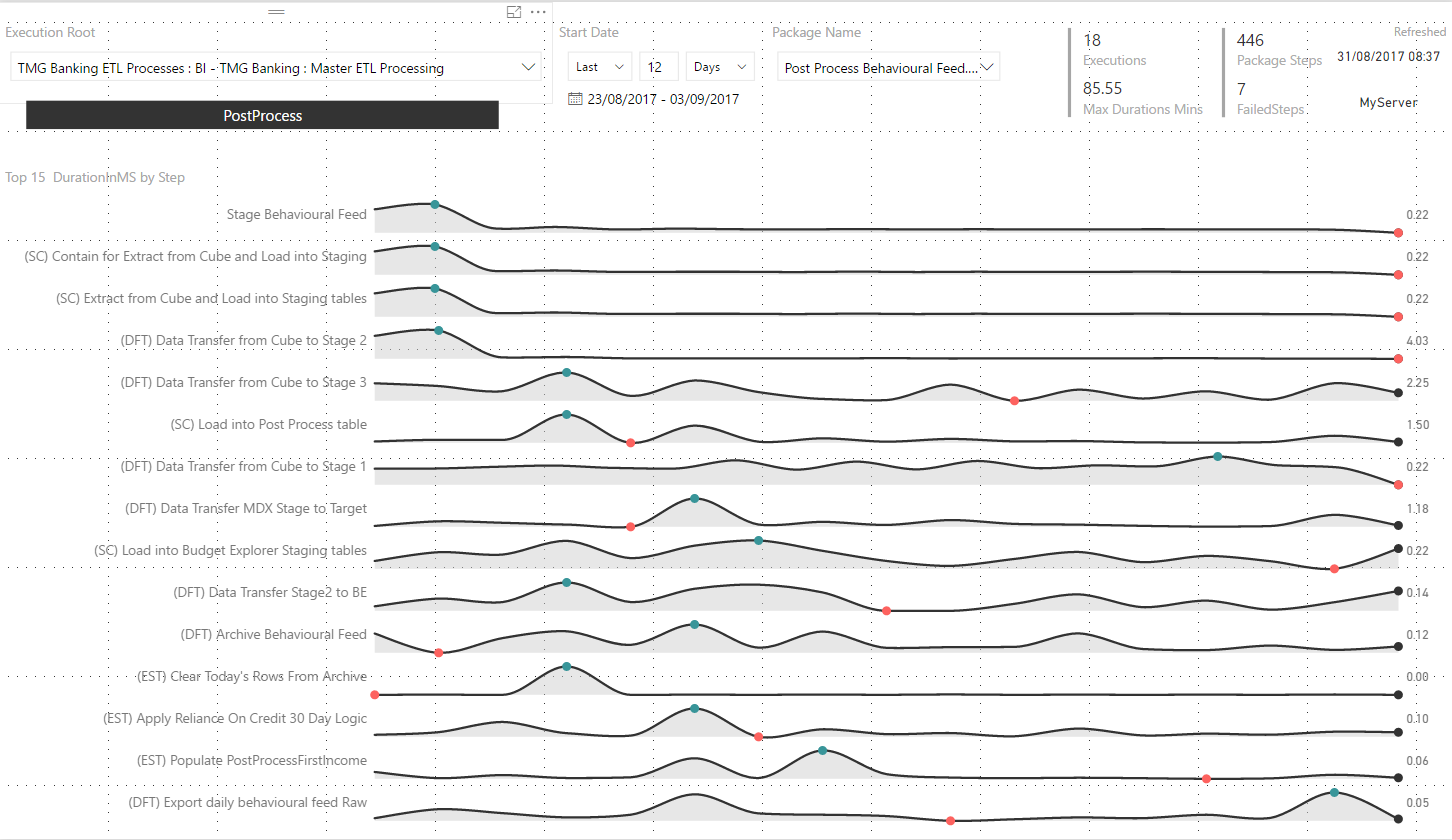 Execution Root
TMG Banking ETL Processes : BI - TMG Banking : Master ETL Processing
PostProcess
Start Date
Last 12 Days
23/08/2017 - 03/09/2017
Package Name
Post Process Behavioural Feed....
18
Executions
85.55
Max Durations Mins
446
Package Steps
7
FailedSteps
Refreshed
31/08/2017 08:37
MyServer
Top 15 DurationInMS by Step
Stage Behavioural Feed 0.22
(SC) Contain for Extract from Cube and Load into Staging 0.22
(SC) Extract from Cube and Load into Staging tables 0.22
(DFT) Data Transfer from Cube to Stage 2 4.03
(DFT) Data Transfer from Cube to Stage 3 2.25
(SC) Load into Post Process table 1.50
(DFT) Data Transfer from Cube to Stage 1 0.22
(DFT) Data Transfer MDX Stage to Target 1.18
(SC) Load into Budget Explorer Staging tables 0.22
(DFT) Data Transfer Stage2 to BE 0.14
(DFT) Archive Behavioural Feed 0.12
(EST) Clear Today's Rows From Archive 0.00
(EST) Apply Reliance On Credit 30 Day Logic 0.10
(EST) Populate PostProcessFirstIncome 0.06
(DFT) Export daily behavioural feed Raw 0.05